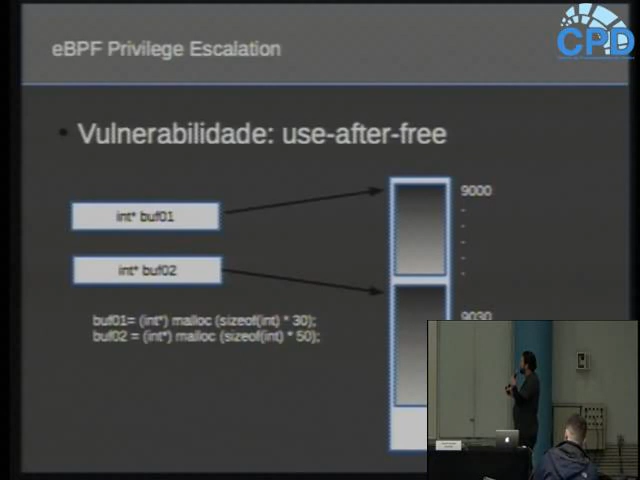 CPD
eBPF Privilege Escalation
• Vulnerabilidade: use-after-free
int* buf01
9000
int* buf02
buf01= (int*) malloc (sizeof(int) * 30);
buf02 = (int*) malloc (sizeof(int) * 50);
9030